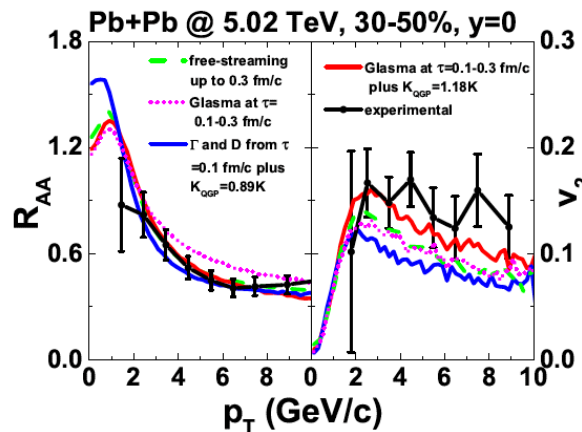 Pb+Pb @ 5.02 TeV, 30-50%, y=0
1.8
1.2
0.6
0.0
R_AA
free-streaming
up to 0.3 fm/c
Glasma at τ=
0.1-0.3 fm/c
Γ and D from τ
=0.1 fm/c plus
K_QGP=0.89K
0 2 4 6 8
Glasma at τ=0.1-0.3 fm/c
plus K_QGP=1.18K
experimental
0 2 4 6 8 10
0.3
0.2
0.1
0.0
v_2
p_T (GeV/c)